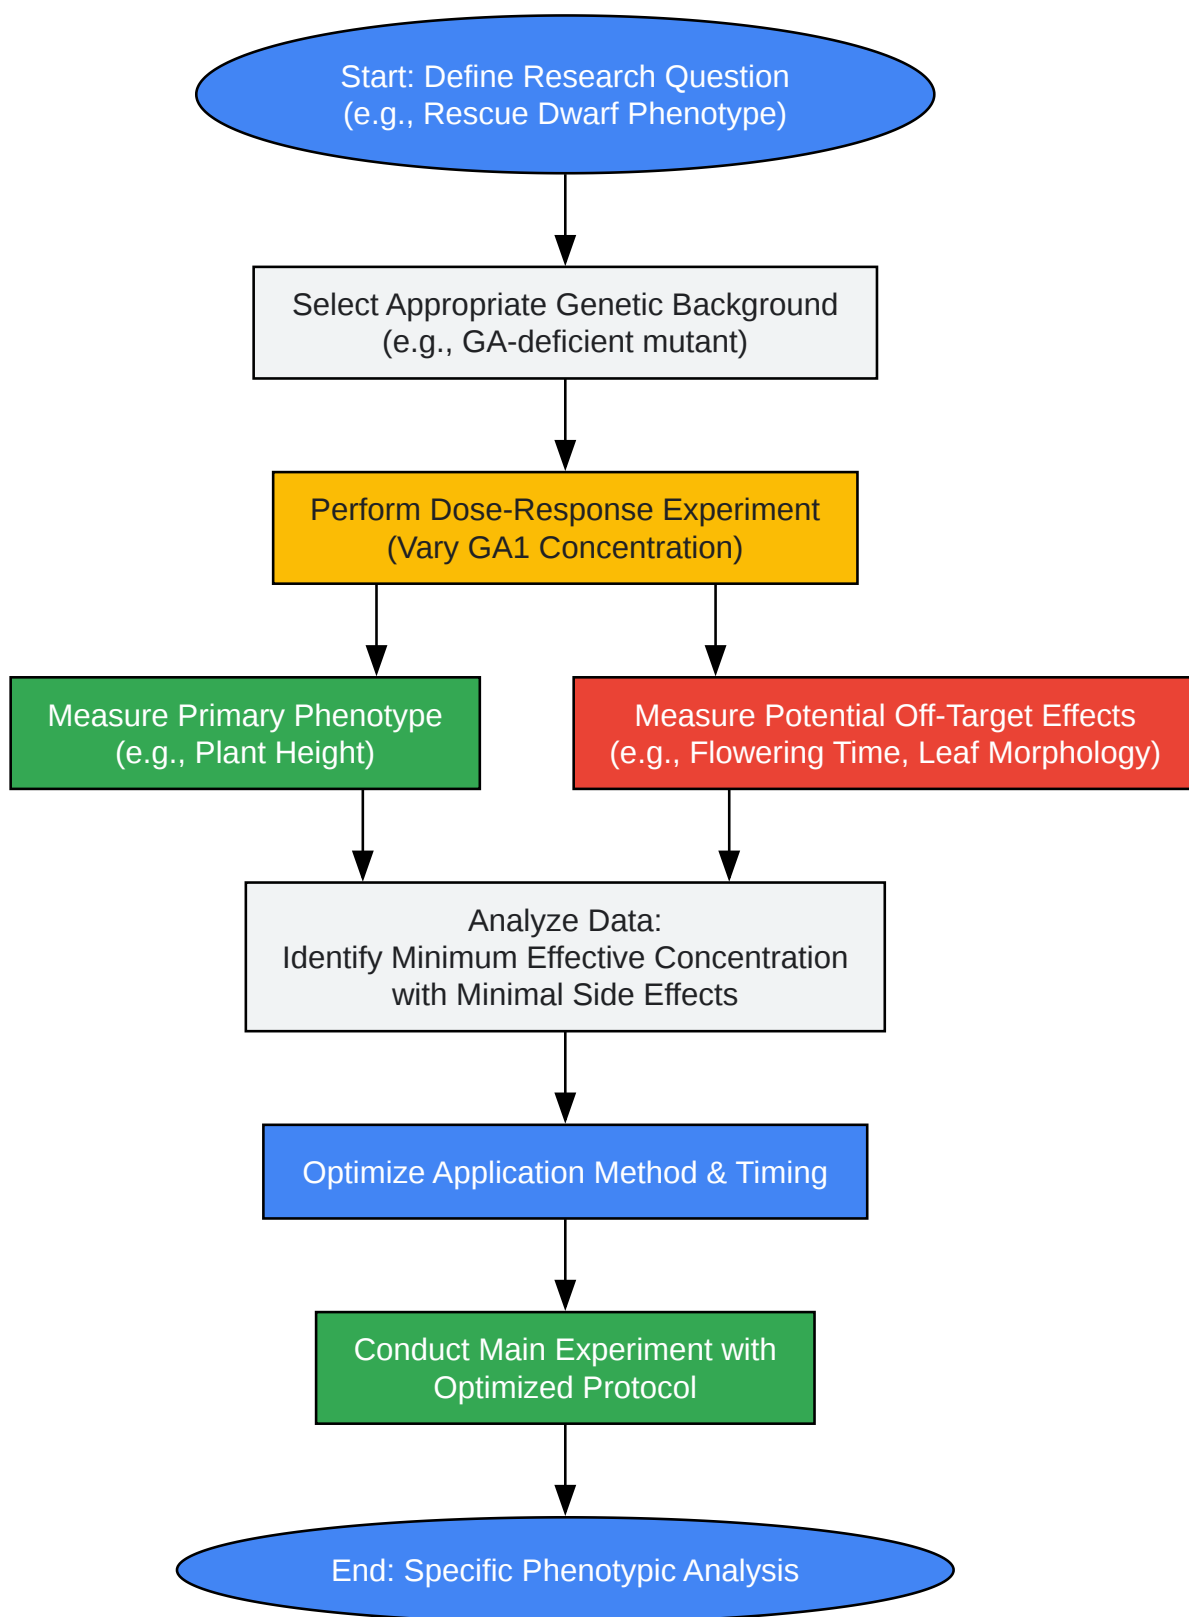 Start: Define Research Question
(e.g., Rescue Dwarf Phenotype)
Select Appropriate Genetic Background
(e.g., GA-deficient mutant)
Perform Dose-Response Experiment
(Vary GA1 Concentration)
Measure Primary Phenotype
(e.g., Plant Height)
Measure Potential Off-Target Effects
(e.g., Flowering Time, Leaf Morphology)
Analyze Data:
Identify Minimum Effective Concentration
with Minimal Side Effects
Optimize Application Method & Timing
Conduct Main Experiment with
Optimized Protocol
End: Specific Phenotypic Analysis